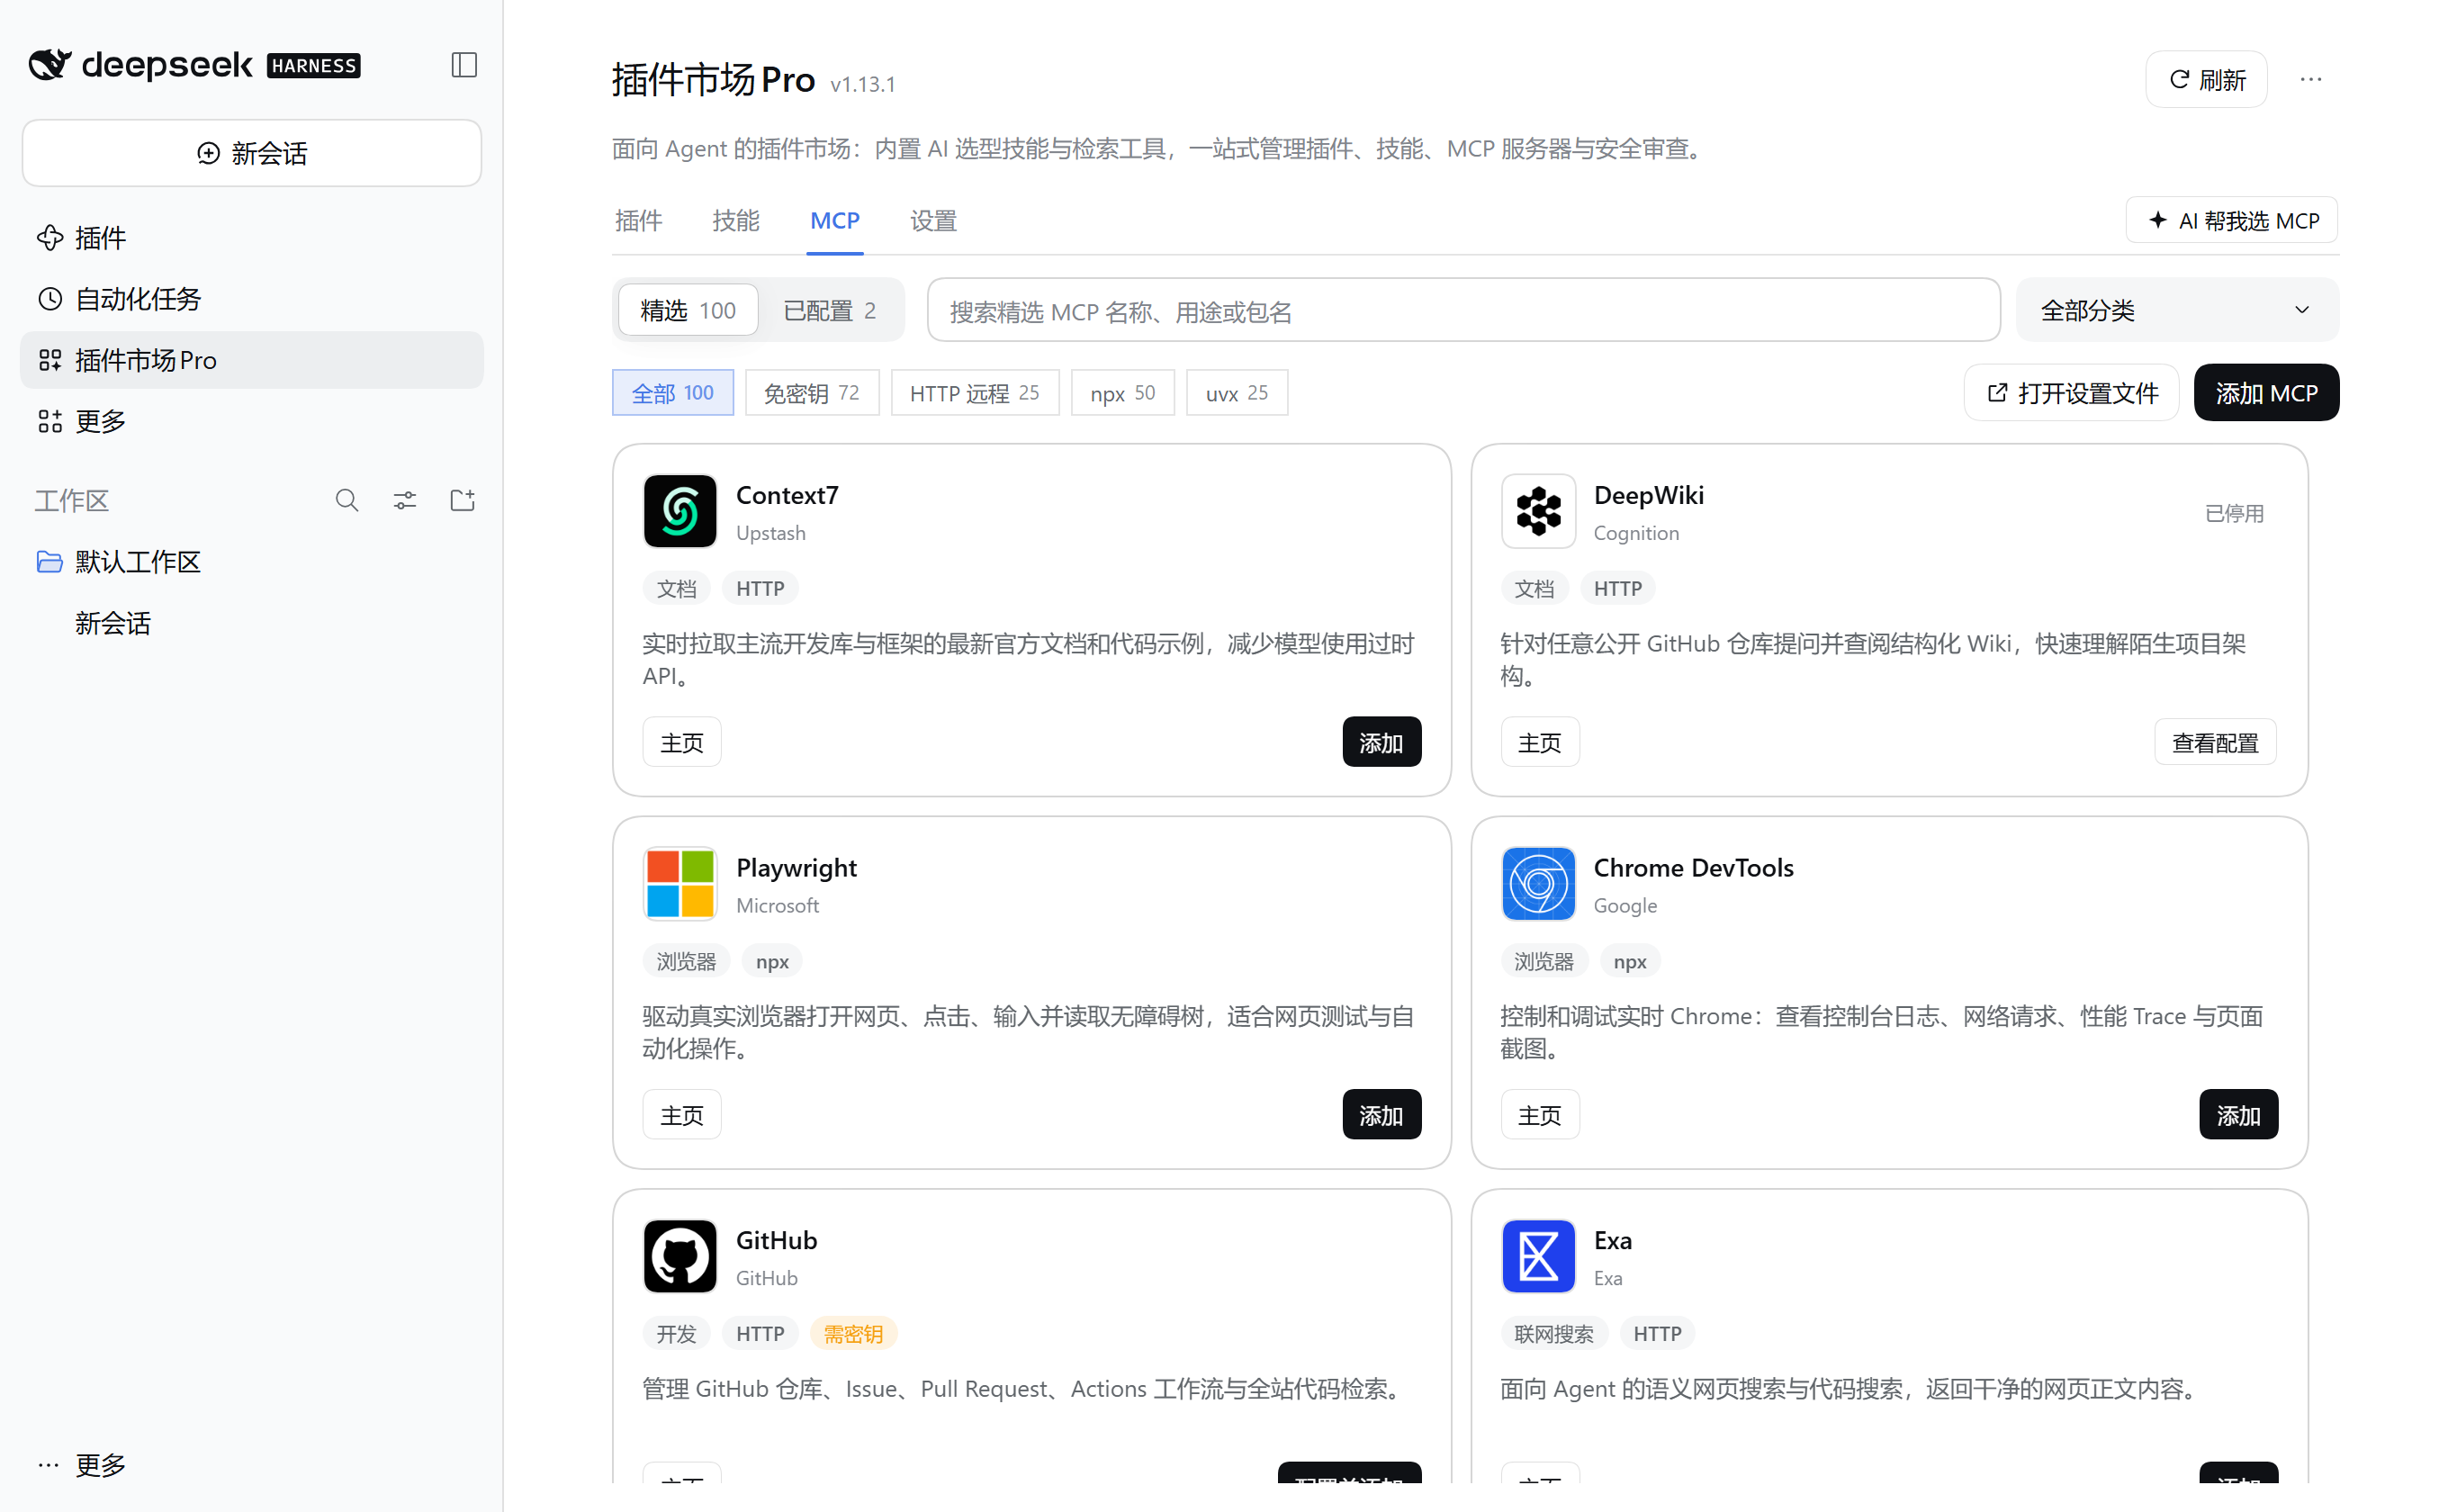 deepseek HARNESS
新会话
插件
自动化任务
插件市场Pro
更多
工作区
默认工作区
新会话
更多
插件市场Pro v1.13.1
刷新
面向 Agent 的插件市场：内置 AI 选型技能与检索工具，一站式管理插件、技能、MCP 服务器与安全审查。
插件 技能 MCP 设置
AI 帮我选 MCP
精选 100 已配置 2
搜索精选 MCP 名称、用途或包名
全部分类
全部 100 免密钥 72 HTTP 远程 25 npx 50 uvx 25
打开设置文件 添加 MCP
Context7
Upstash
文档 HTTP
实时拉取主流开发库与框架的最新官方文档和代码示例，减少模型使用过时
API。
主页 添加
DeepWiki
Cognition
已停用
文档 HTTP
针对任意公开 GitHub 仓库提问并查阅结构化 Wiki，快速理解陌生项目架
构。
主页 查看配置
Playwright
Microsoft
浏览器 npx
驱动真实浏览器打开网页、点击、输入并读取无障碍树，适合网页测试与自
动化操作。
主页 添加
Chrome DevTools
Google
浏览器 npx
控制和调试实时 Chrome：查看控制台日志、网络请求、性能 Trace 与页面
截图。
主页 添加
GitHub
GitHub
开发 HTTP 需密钥
管理 GitHub 仓库、Issue、Pull Request、Actions 工作流与全站代码检索。
主页 配置并添加
Exa
Exa
联网搜索 HTTP
面向 Agent 的语义网页搜索与代码搜索，返回干净的网页正文内容。
主页 添加